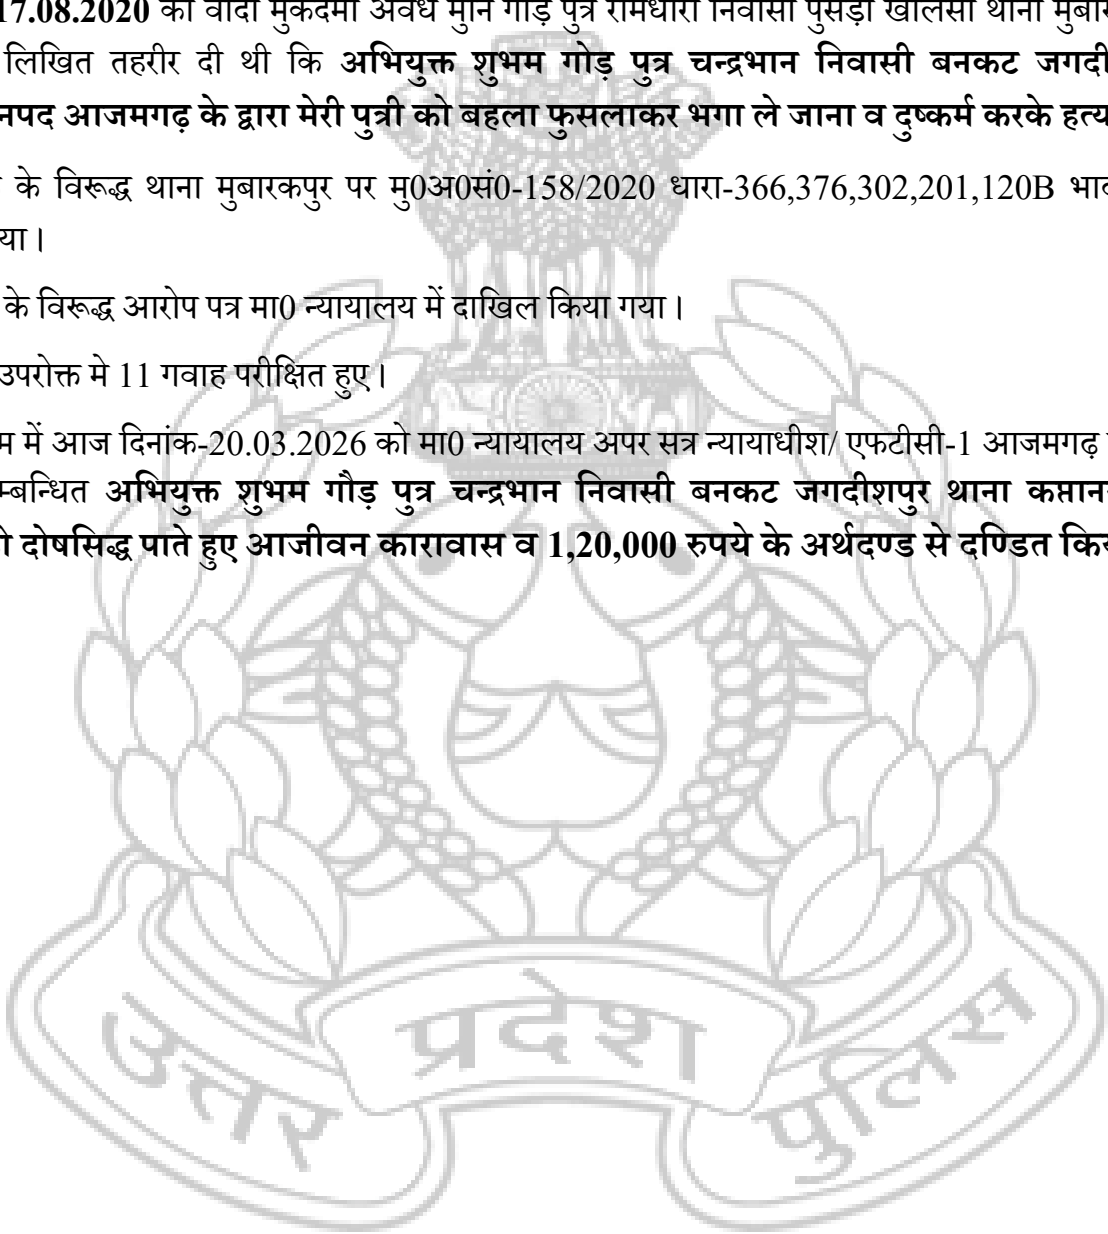 17.08.2020 को वादी मुकदमा अवध मुनि गोड़ पुत्र रामधारी निवासी पुसड़ा खालसा थाना
लिखित तहरीर दी थी कि अभियुक्त शुभम गोड़ पुत्र चन्द्रभान निवासी बनकट जगदी
नपद आजमगढ़ के द्वारा मेरी पुत्री को बहला फुसलाकर भगा ले जाना व दुष्कर्म करके हत्य
के विरूद्ध थाना मुबारकपुर पर मु0अ0सं0-158/2020 धारा-366,376,302,201,120B
या।
के विरूद्ध आरोप पत्र मा0 न्यायालय में दाखिल किया गया।
उपरोक्त मे 11 गवाह परीक्षित हुए।
म में आज दिनांक-20.03.2026 को मा0 न्यायालय अपर सत्र न्यायाधीश/ एफटीसी-1 आजमगढ़
म्बन्धित अभियुक्त शुभम गौड़ पुत्र चन्द्रभान निवासी बनकट जगदीशपुर थाना कप्तान
दोषसिद्ध पाते हुए आजीवन कारावास व 1,20,000 रुपये के अर्थदण्ड से दण्डित कि
उत्तर प्रदेश पुलिस